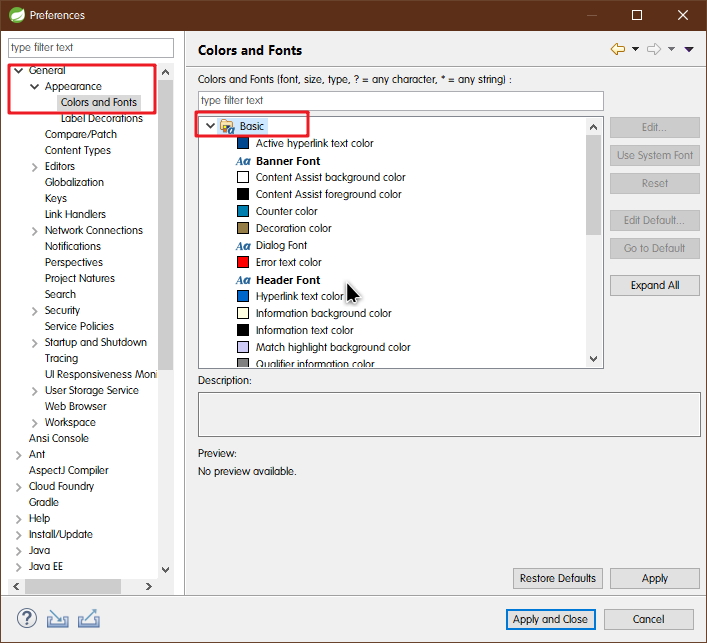 Preferences
type filter text
General
Appearance
Colors and Fonts
Label Decorations
Compare/Patch
Content Types
Editors
Globalization
Keys
Link Handlers
Network Connections
Notifications
Perspectives
Project Natures
Search
Security
Service Policies
Startup and Shutdown
Tracing
UI Responsiveness Moni
User Storage Service
Web Browser
Workspace
Ansi Console
Ant
AspectJ Compiler
Cloud Foundry
Gradle
Help
Install/Update
Java
Java EE
Colors and Fonts
Colors and Fonts (font, size, type, ? = any character, * = any string) :
type filter text
Basic
Active hyperlink text color
Aa Banner Font
Content Assist background color
Content Assist foreground color
Counter color
Decoration color
Aa Dialog Font
Error text color
Aa Header Font
Hyperlink text color
Information background color
Information text color
Match highlight background color
Qualifier information color
Edit...
Use System Font
Reset
Edit Default...
Go to Default
Expand All
Description:
Preview:
No preview available.
Restore Defaults
Apply
Apply and Close
Cancel